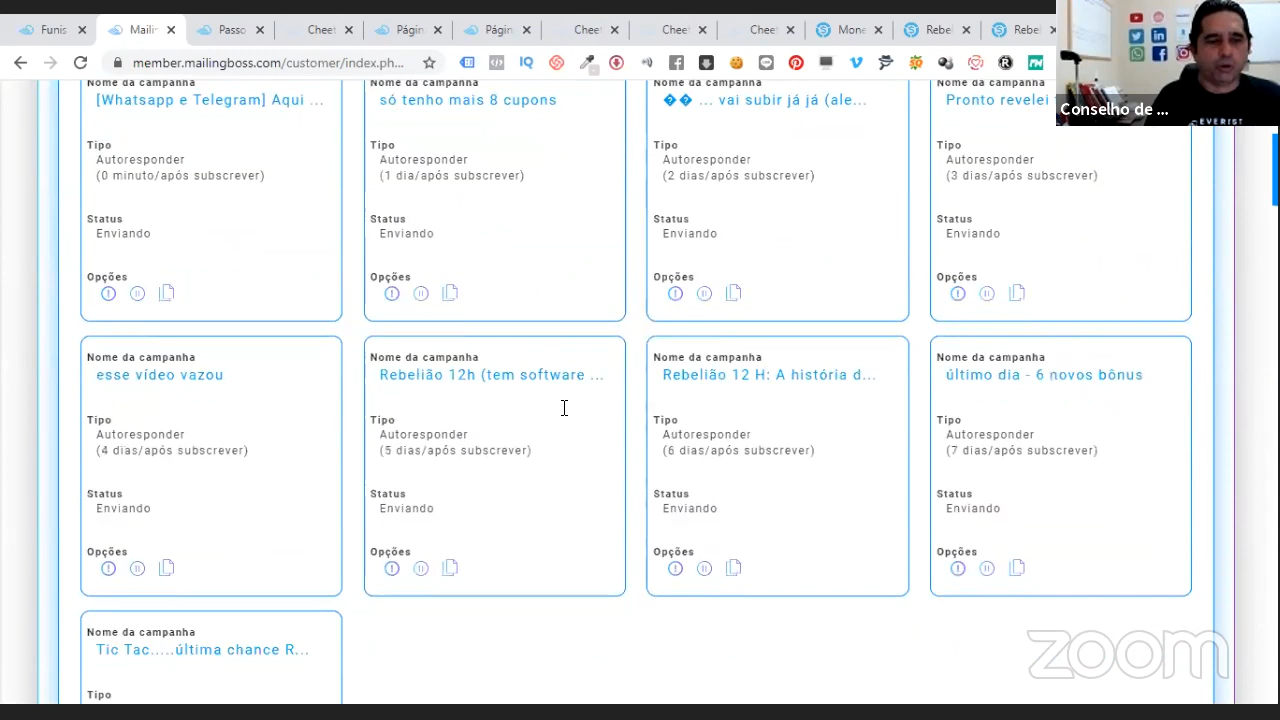 Funis
Mailin
Passo
Cheet
Págin
Págin
Cheet
Cheet
Cheet
Mone
Rebel
Rebel
member.mailingboss.com/customer/index.ph...
Conselho de ...
EVERIST
Nome da campanha
Nome da campanha
Nome da campanha
Nome da campanha
[Whatsapp e Telegram] Aqui ...
só tenho mais 8 cupons
�� ... vai subir já já (ale...
Pronto revelei
Tipo
Tipo
Tipo
Tipo
Autoresponder
Autoresponder
Autoresponder
Autoresponder
(0 minuto/após subscrever)
(1 dia/após subscrever)
(2 dias/após subscrever)
(3 dias/após subscrever)
Status
Status
Status
Status
Enviando
Enviando
Enviando
Enviando
Opções
Opções
Opções
Opções
Nome da campanha
Nome da campanha
Nome da campanha
Nome da campanha
esse vídeo vazou
Rebelião 12h (tem software ...
Rebelião 12 H: A história d...
último dia - 6 novos bônus
Tipo
Tipo
Tipo
Tipo
Autoresponder
Autoresponder
Autoresponder
Autoresponder
(4 dias/após subscrever)
(5 dias/após subscrever)
(6 dias/após subscrever)
(7 dias/após subscrever)
Status
Status
Status
Status
Enviando
Enviando
Enviando
Enviando
Opções
Opções
Opções
Opções
Nome da campanha
Tic Tac.....última chance R...
Tipo
zoom